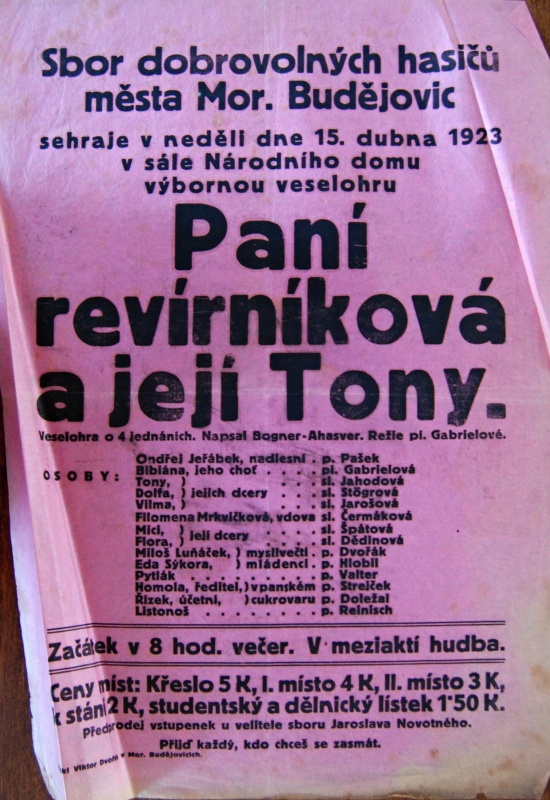 Sbor dobrovolných hasičů
města Mor. Budějovic
sehraje v neděli dne 15. dubna 1923
v sále Národního domu
výbornou veselohru
Paní
revírníková
a její Tony.
Veselohra o 4 jednáních. Napsal Bogner-Ahasver. Režie pí. Gabrielové.
OSOBY:
Ondřej Jeřábek, nadlesní . p. Pašek
Bibiána, jeho choť . . . . pí. Gabrielová
Tony, ) sl. Jahodová
Dolfa, ) jejich dcery . . . sl. Stögrová
Vilma, ) sl. Jarošová
Filomena Mrkvičková, vdova sl. Čermáková
Mici, } její dcery . . . . sl. Špátová
Flora, sl. Dědinová
Miloš Luňáček, ) myslivečtí . p. Dvořák
Eda Sýkora, ) mládenci . p. Hlobil
Pytlák . . . . . . . . . p. Valter
Homola, ředitel, ) v panském p. Strejček
Řízek, účetní, ) cukrovaru p. Doležal
Listonoš . . . . . . . . p. Reinisch
Začátek v 8 hod. večer. V meziaktí hudba.
Ceny míst: Křeslo 5 K, I. místo 4 K, II. místo 3 K,
k stání 2 K, studentský a dělnický lístek 1'50 K.
Předprodej vstupenek u velitele sboru Jaroslava Novotného.
Přijď každý, kdo chceš se zasmát.
Viktor Dvořá v Mor. Budějovicích.